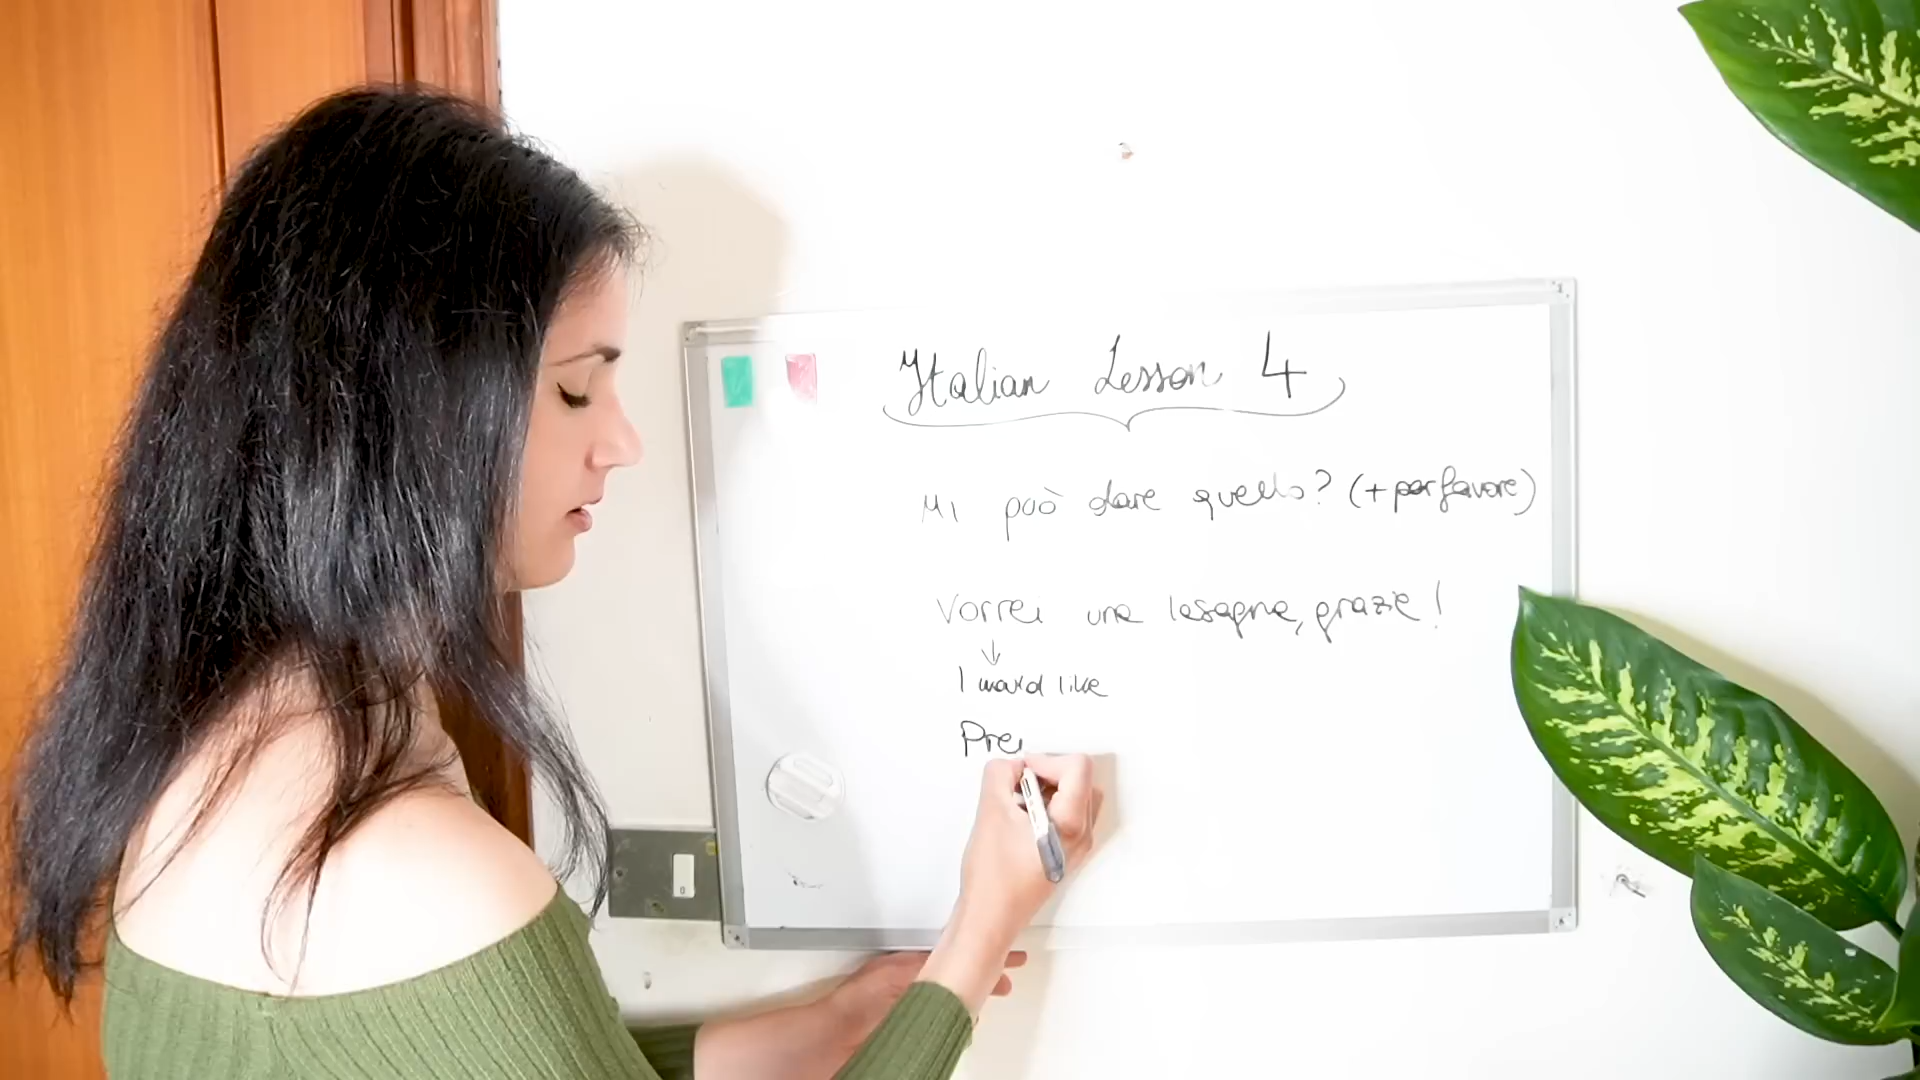 Italian Lesson 4
Mi può dare quello? (+ per favore)
Vorrei una lasagna, grazie!
I would like
Pre